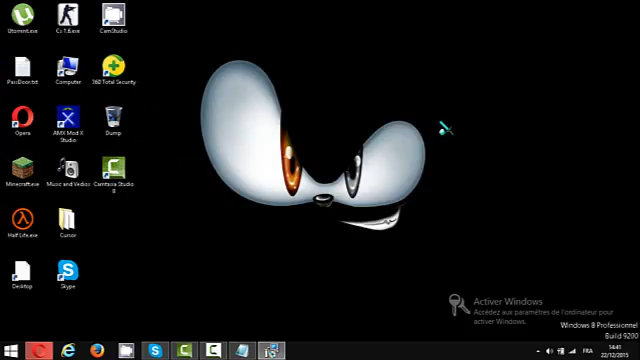 Utorrent.exe
Cs 1.6.exe
CamStudio
PassDoor.txt
Computer
360 Total Security
Opera
AMX Mod X Studio
Dump
Minecraft.exe
Music and Vedios
Camtasia Studio 8
Half Life.exe
Cursor
Desktop
Skype
Activer Windows
Accédez aux paramètres de l'ordinateur pour
activer Windows.
Windows 8 Professionnel
Build 9200
FRA
14:41
22/12/2015